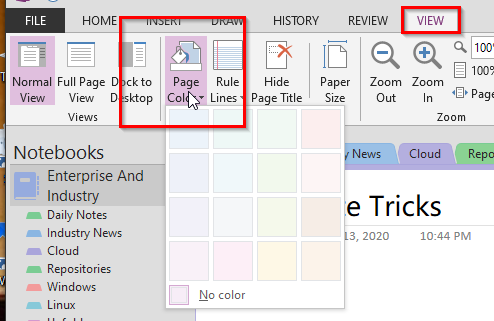 FILE HOME INSERT DRAW HISTORY REVIEW VIEW
Normal View
Full Page View
Dock to Desktop
Page Color
Rule Lines
Hide Page Title
Paper Size
Zoom Out
Zoom In
100%
100%
Page
Views
Zoom
Notebooks
Enterprise And
Industry
Daily Notes
Industry News
Cloud
Repositories
Windows
Linux
No color
News Cloud Repo
Tricks
13, 2020 10:44 PM